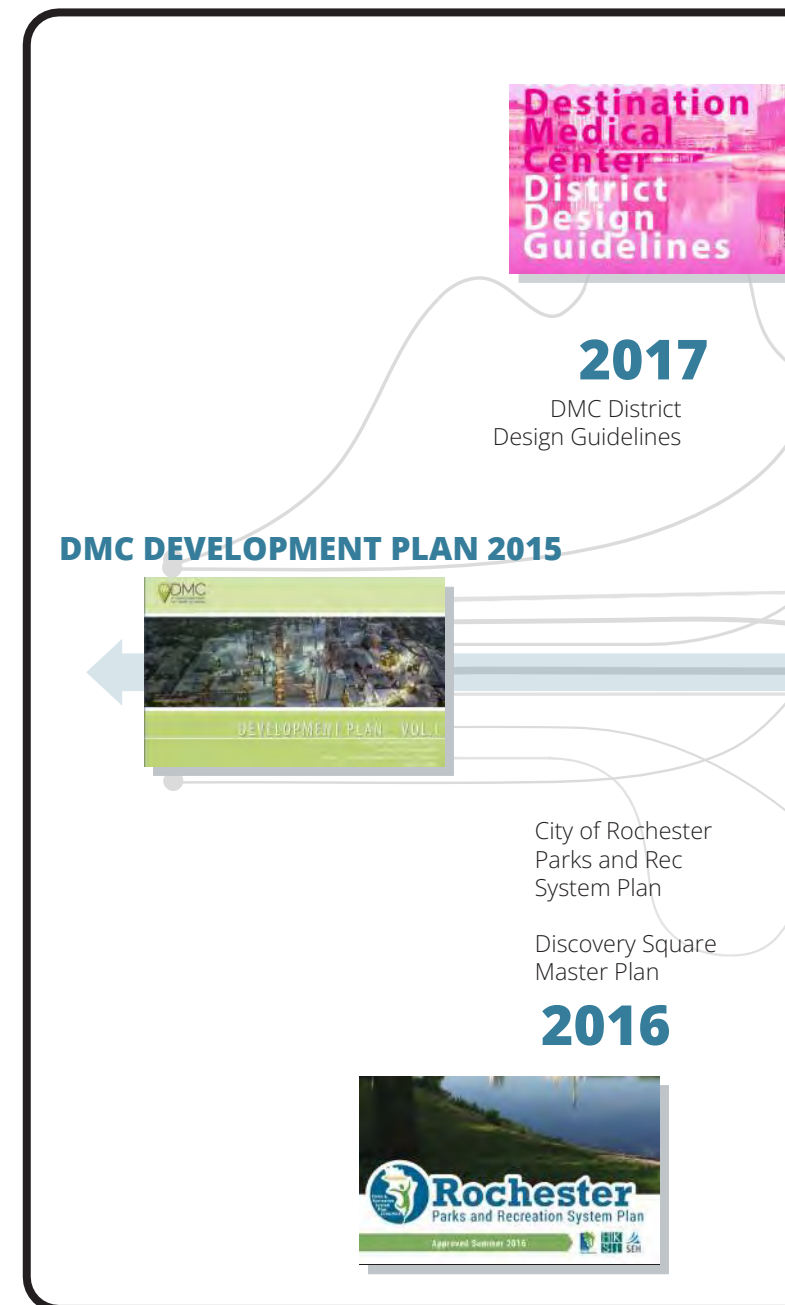 Destination
Medical
Center
District
Design
Guidelines
2017
DMC District
Design Guidelines
DMC DEVELOPMENT PLAN 2015
DMC
DEVELOPMENT PLAN VOL.I
City of Rochester
Parks and Rec
System Plan
Discovery Square
Master Plan
2016
Rochester
Parks and Recreation System Plan
Approved Summer 2016
SEH